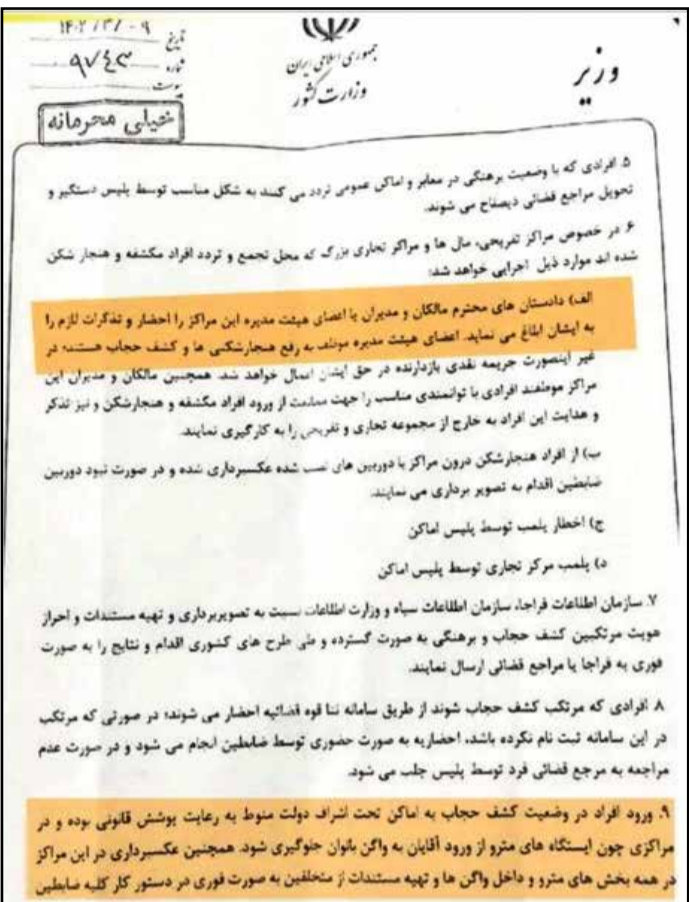 تاریخ ۱۴۰۲/۳/۰۹
شماره ۹۷۴۳
پیوست
خیلی محرمانه
جمهوری اسلامی ایران
وزارت کشور
وزیر
۵. افرادی که با وضعیت برهنگی در معابر و اماکن عمومی تردد می کنند به شکل مناسب توسط پلیس دستگیر و
تحویل مراجع قضائی ذیصلاح می شوند.
۶. در خصوص مراکز تفریحی، مال ها و مراکز تجاری بزرگ که محل تجمع و تردد افراد مکشفه و هنجار شکن
شده اند موارد ذیل اجرایی خواهد شد:
الف) دادستان های محترم مالکان و مدیران یا اعضای هیئت مدیره این مراکز را احضار و تذکرات لازم را
به ایشان ابلاغ می نماید. اعضای هیئت مدیره موظف به رفع هنجارشکنی ها و کشف حجاب هستند؛ در
غیر اینصورت جریمه نقدی بازدارنده در حق ایشان اعمال خواهد شد. همچنین مالکان و مدیران این
مراکز موظفند افرادی با توانمندی مناسب را جهت ممانعت از ورود افراد مکشفه و هنجارشکن و نیز تذکر
و هدایت این افراد به خارج از مجموعه تجاری و تفریحی را به کارگیری نمایند.
ب) از افراد هنجارشکن درون مراکز با دوربین های نصب شده عکسبرداری شده و در صورت نبود دوربین
ضابطین اقدام به تصویر برداری می نمایند.
ج) اخطار پلمب توسط پلیس اماکن
د) پلمب مرکز تجاری توسط پلیس اماکن
۷. سازمان اطلاعات فراجا، سازمان اطلاعات سپاه و وزارت اطلاعات نسبت به تصویربرداری و تهیه مستندات و احراز
هویت مرتکبین کشف حجاب و برهنگی به صورت گسترده و طی طرح های کشوری اقدام و نتایج را به صورت
فوری به فراجا یا مراجع قضائی ارسال نمایند.
۸. افرادی که مرتکب کشف حجاب شوند از طریق سامانه ثنا قوه قضائیه احضار می شوند؛ در صورتی که مرتکب
در این سامانه ثبت نام نکرده باشد، احضاریه به صورت حضوری توسط ضابطین انجام می شود و در صورت عدم
مراجعه به مرجع قضائی فرد توسط پلیس جلب می شود.
۹. ورود افراد در وضعیت کشف حجاب به اماکن تحت اشراف دولت منوط به رعایت پوشش قانونی بوده و در
مراکزی چون ایستگاه های مترو از ورود آقایان به واگن بانوان جلوگیری شود. همچنین عکسبرداری در این مراکز
در همه بخش های مترو و داخل واگن ها و تهیه مستندات از متخلفین به صورت فوری در دستور کار کلیه ضابطین